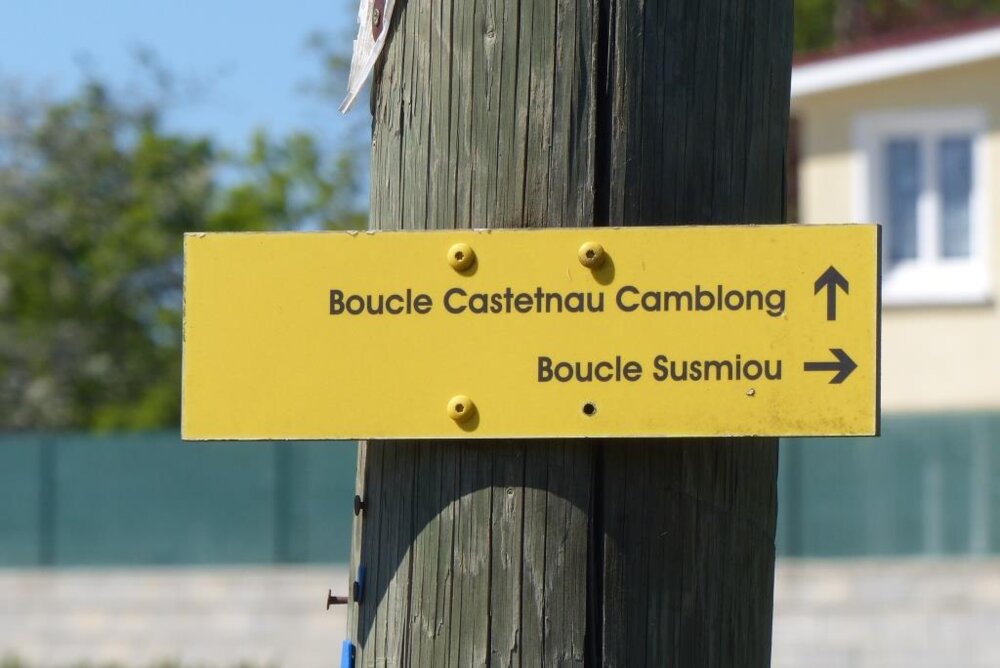 Boucle Castetnau Camblong ↑
Boucle Susmiou →